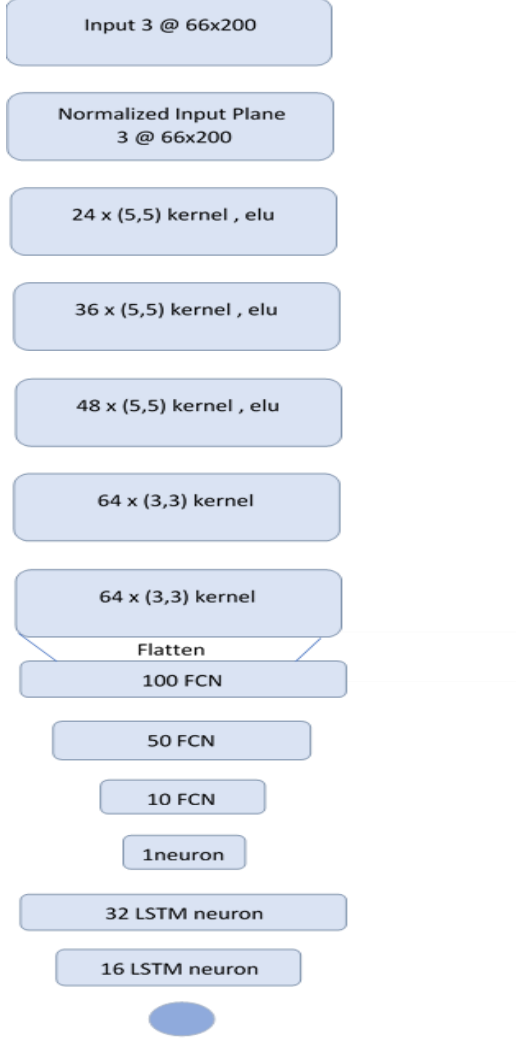 Input 3 @ 66x200
Normalized Input Plane
3 @ 66x200
24 x (5,5) kernel , elu
36 x (5,5) kernel , elu
48 x (5,5) kernel , elu
64 x (3,3) kernel
64 x (3,3) kernel
Flatten
100 FCN
50 FCN
10 FCN
1neuron
32 LSTM neuron
16 LSTM neuron